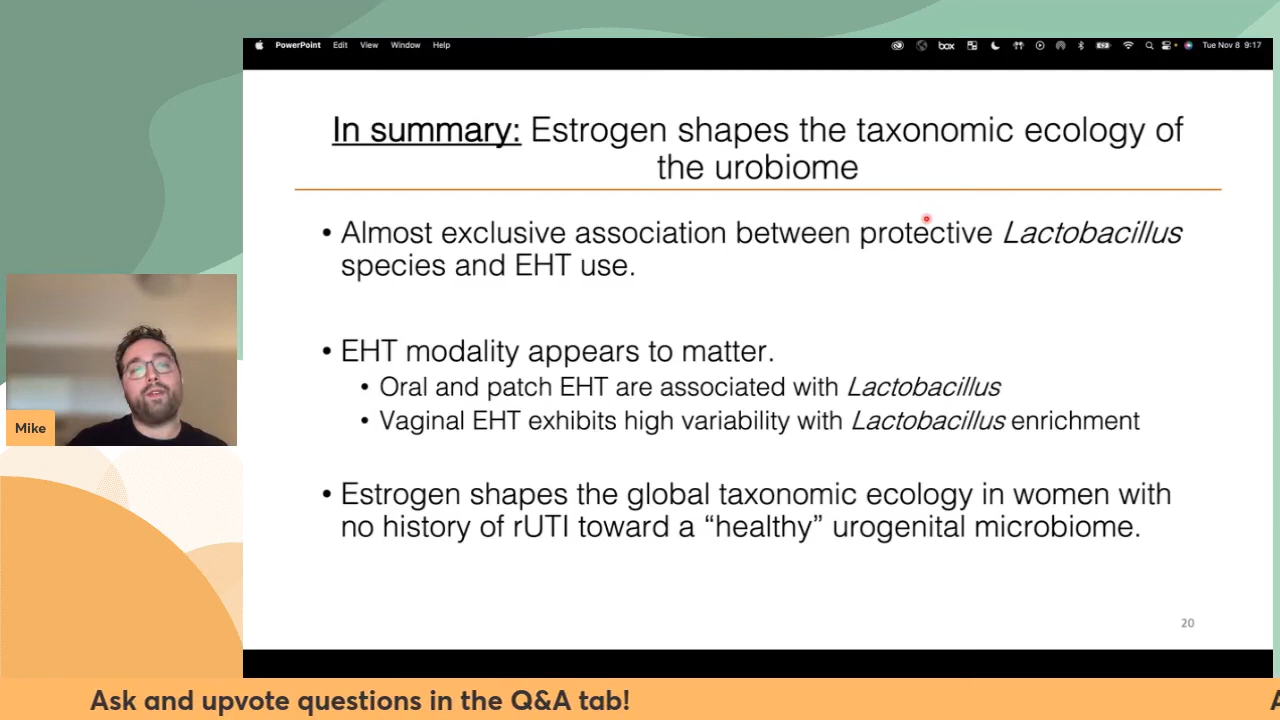 PowerPoint Edit View Window Help
box
Tue Nov 8 9:17
In summary: Estrogen shapes the taxonomic ecology of
the urobiome
• Almost exclusive association between protective Lactobacillus
species and EHT use.
• EHT modality appears to matter.
• Oral and patch EHT are associated with Lactobacillus
• Vaginal EHT exhibits high variability with Lactobacillus enrichment
• Estrogen shapes the global taxonomic ecology in women with
no history of rUTI toward a “healthy” urogenital microbiome.
20
Mike
Ask and upvote questions in the Q&A tab!